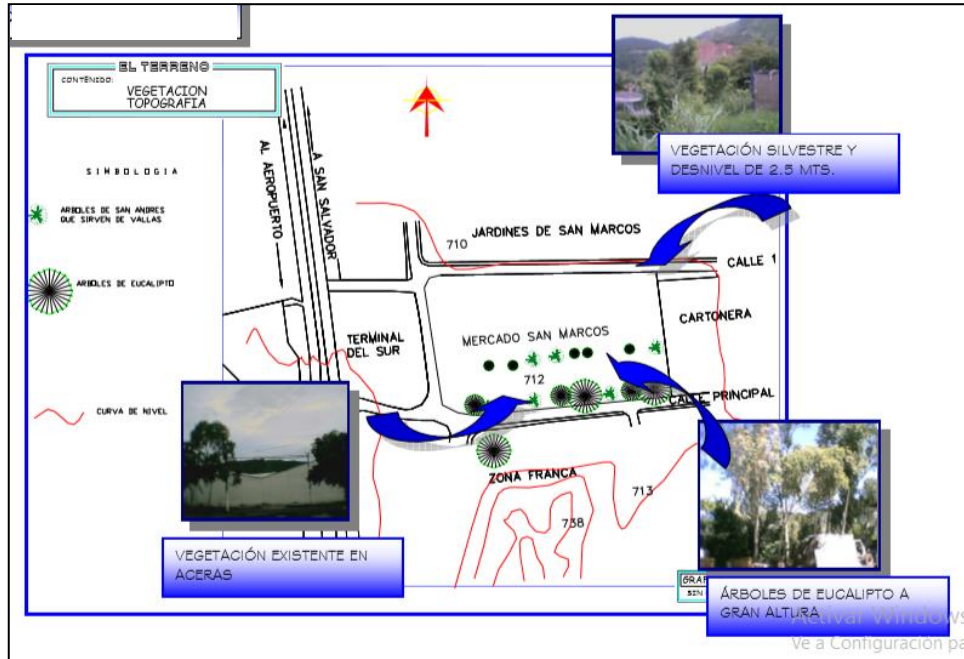 EL TERRENO
CONTENIDO:
VEGETACION
TOPOGRAFIA
SIMBOLOGIA
ARBOLES DE SAN ANDRES
QUE SIRVEN DE VALLAS
ARBOLES DE EUCALIPTO
CURVA DE NIVEL
AL AEROPUERTO
A SAN SALVADOR
710
JARDINES DE SAN MARCOS
CALLE 1
VEGETACIÓN SILVESTRE Y
DESNIVEL DE 2.5 MTS.
TERMINAL
DEL SUR
MERCADO SAN MARCOS
CARTONERA
712
CALLE PRINCIPAL
ZONA FRANCA
713
738
VEGETACIÓN EXISTENTE EN
ACERAS
GRAF
SIN
ÁRBOLES DE EUCALIPTO A
GRAN ALTURA
Activar Windows
Ve a Configuración pa